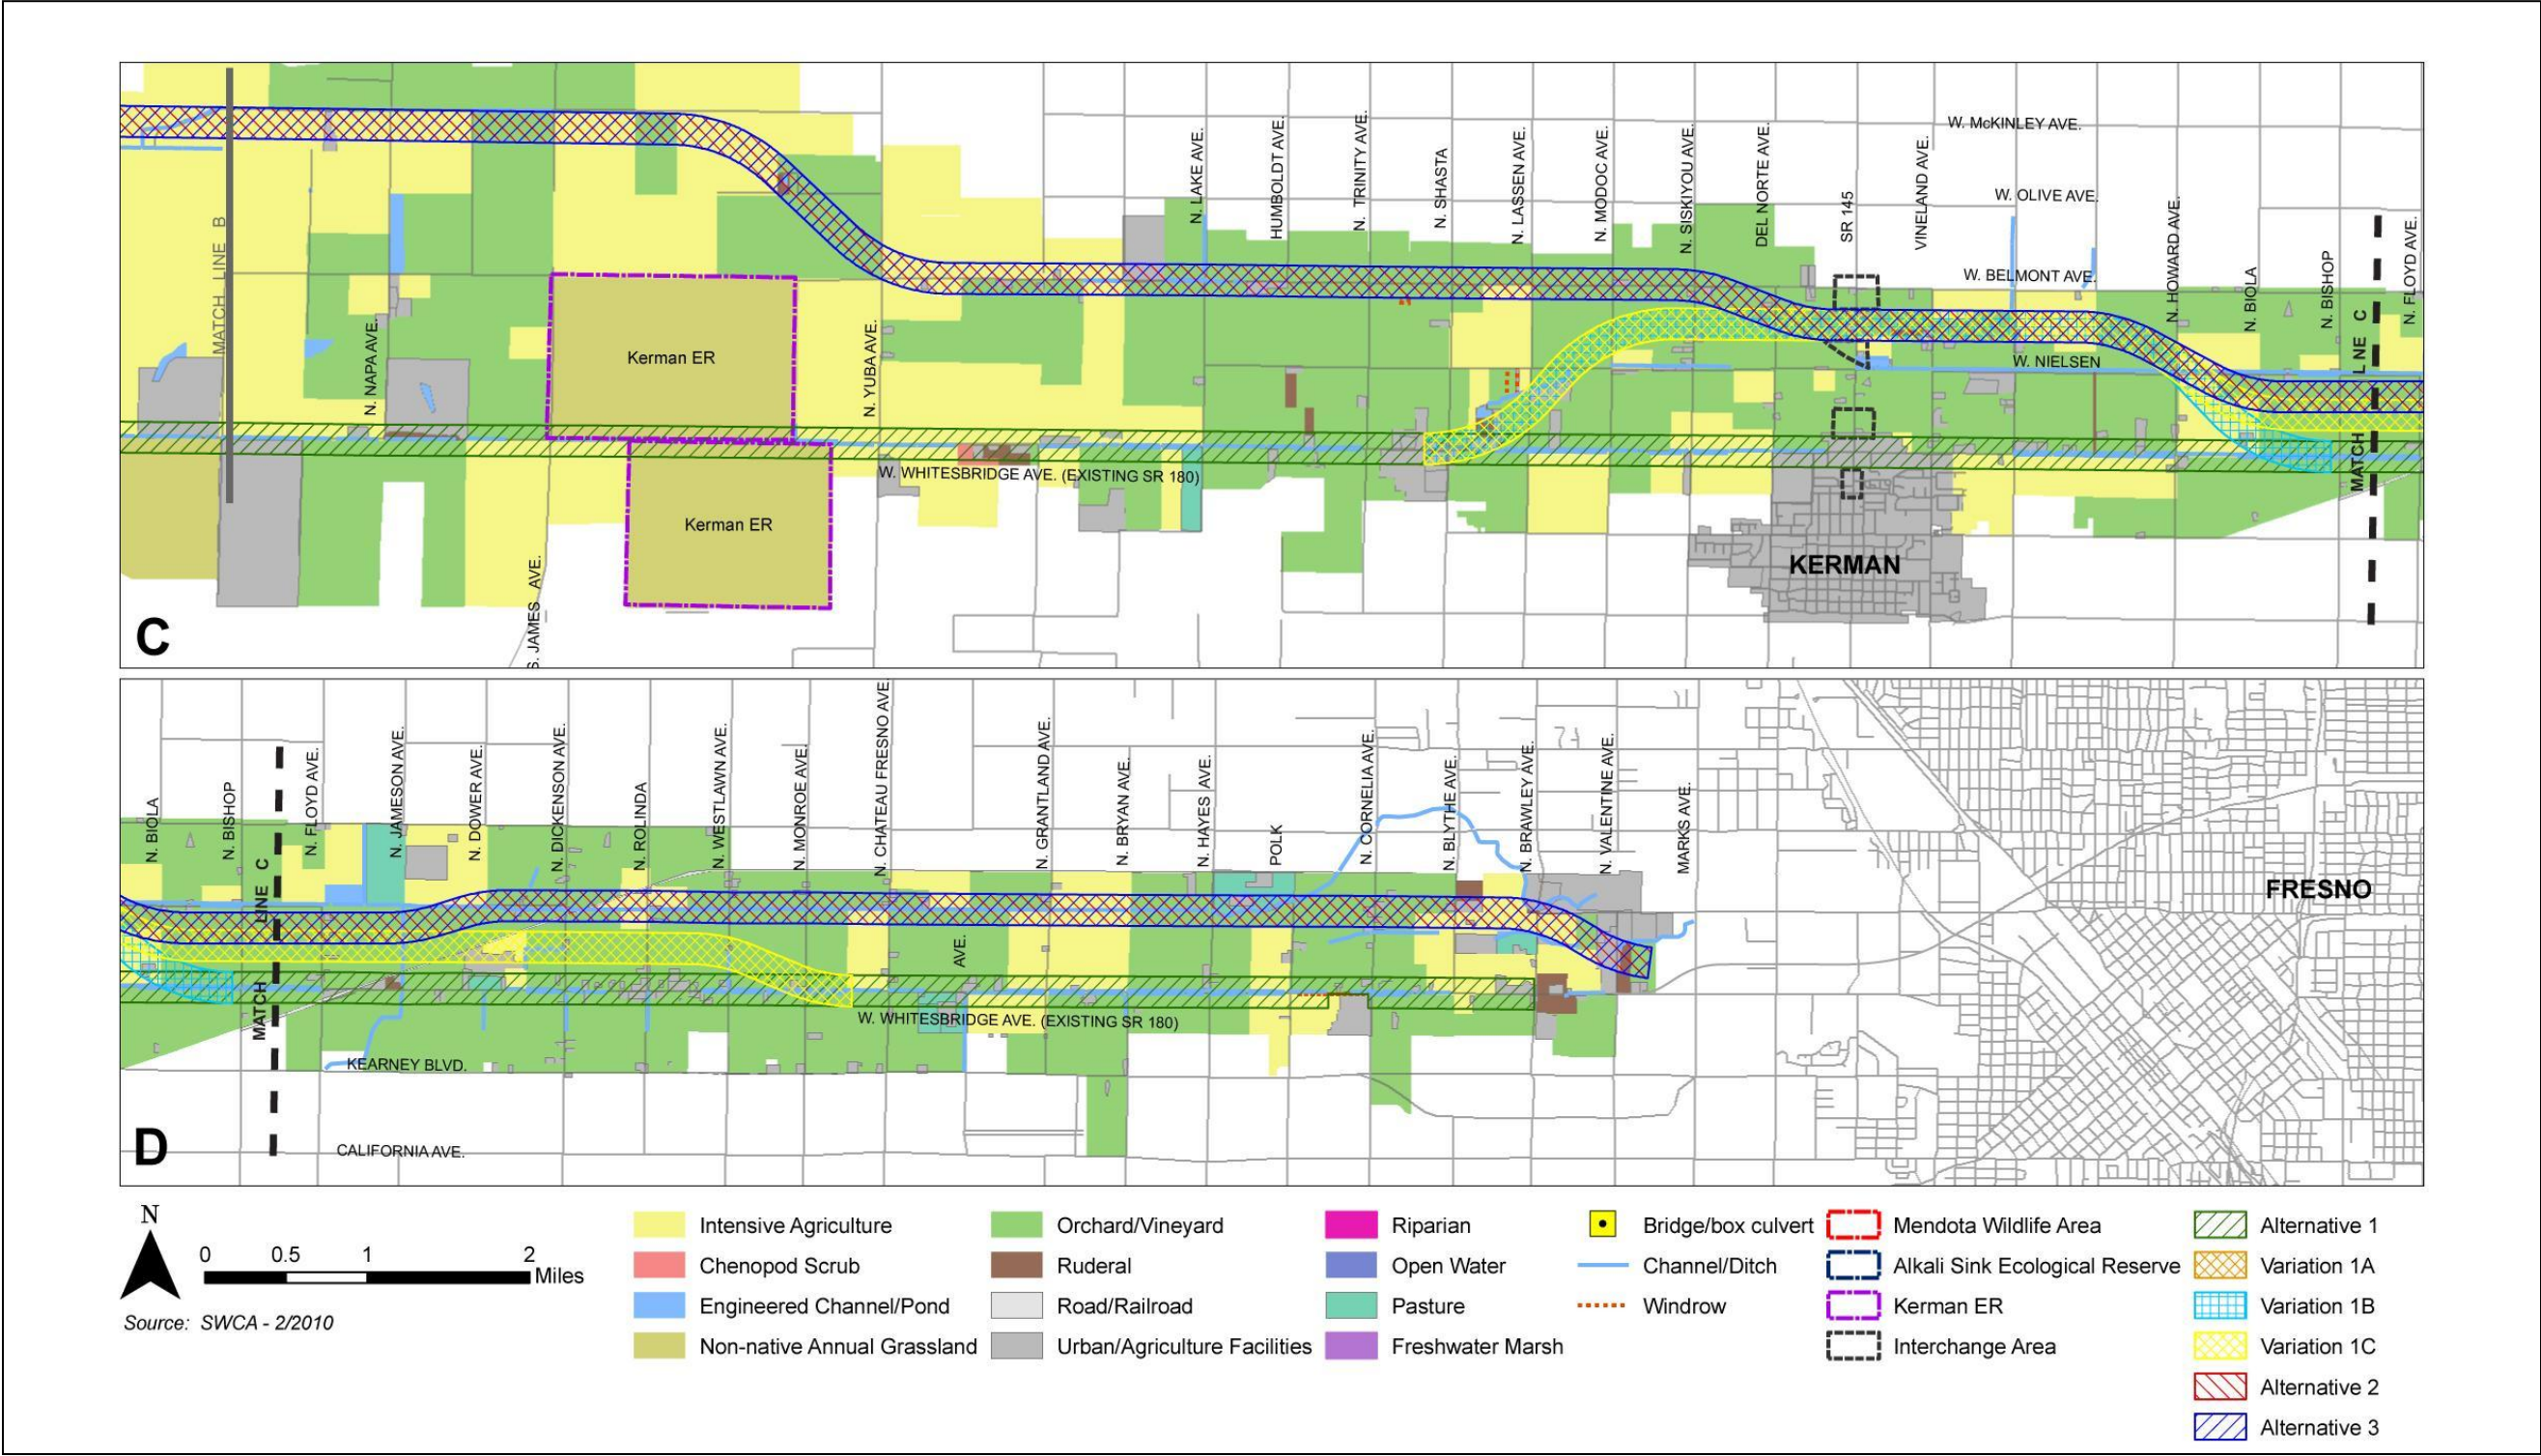 MATCH LINE B
N. NAPA AVE.
S. JAMES AVE.
Kerman ER
Kerman ER
N. YUBA AVE.
W. WHITESBRIDGE AVE. (EXISTING SR 180)
N. LAKE AVE.
HUMBOLDT AVE.
N. TRINITY AVE.
N. SHASTA
N. LASSEN AVE.
N. MODOC AVE.
N. SISKIYOU AVE.
DEL NORTE AVE.
SR 145
VINELAND AVE.
W. McKINLEY AVE.
W. OLIVE AVE.
W. BELMONT AVE.
W. NIELSEN
N. HOWARD AVE.
N. BIOLA
N. BISHOP
MATCH LNE C
N. FLOYD AVE.
KERMAN
C
N. BIOLA
N. BISHOP
MATCH LINE C
N. FLOYD AVE.
N. JAMESON AVE.
N. DOWER AVE.
N. DICKENSON AVE.
N. ROLINDA
N. WESTLAWN AVE.
N. MONROE AVE.
N. CHATEAU FRESNO AVE.
AVE.
N. GRANTLAND AVE.
N. BRYAN AVE.
N. HAYES AVE.
POLK
N. CORNELIA AVE.
N. BLYTHE AVE.
N. BRAWLEY AVE.
N. VALENTINE AVE.
MARKS AVE.
FRESNO
W. WHITESBRIDGE AVE. (EXISTING SR 180)
KEARNEY BLVD.
CALIFORNIA AVE.
D
N
0 0.5 1 2
Miles
Source: SWCA - 2/2010
Intensive Agriculture
Chenopod Scrub
Engineered Channel/Pond
Non-native Annual Grassland
Orchard/Vineyard
Ruderal
Road/Railroad
Urban/Agriculture Facilities
Riparian
Open Water
Pasture
Freshwater Marsh
Bridge/box culvert
Channel/Ditch
Windrow
Mendota Wildlife Area
Alkali Sink Ecological Reserve
Kerman ER
Interchange Area
Alternative 1
Variation 1A
Variation 1B
Variation 1C
Alternative 2
Alternative 3